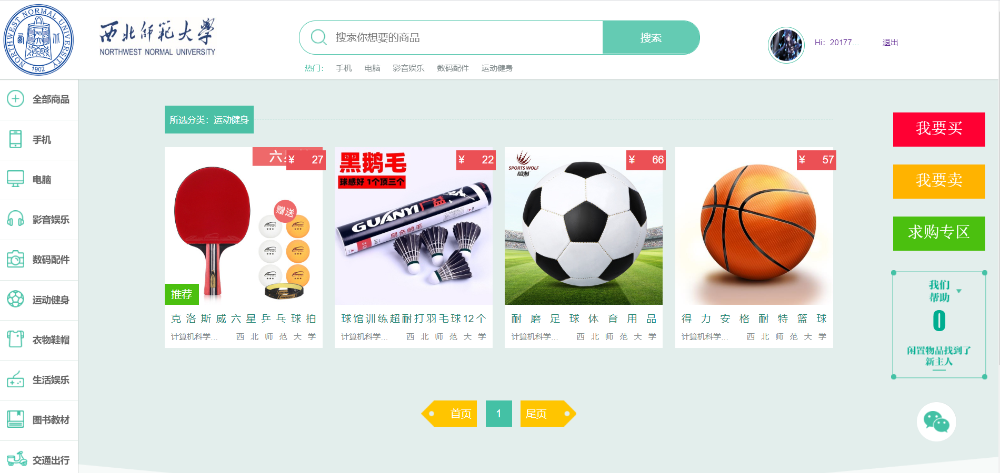 NORTHWEST NORMAL UNIVERSITY
1902
西北师范大学
NORTHWEST NORMAL UNIVERSITY
搜索你想要的商品
搜索
热门：
手机
电脑
影音娱乐
数码配件
运动健身
Hi：20177...
退出
全部商品
手机
电脑
影音娱乐
数码配件
运动健身
衣物鞋帽
生活娱乐
图书教材
交通出行
所选分类：运动健身
¥ 27
赠送
推荐
克洛斯威六星乒乓球拍
计算机科学...
西北师范大学
黑鹅毛
球感好 1个顶三个
¥ 22
GUANYI广益
黑色鹅毛
球馆训练超耐打羽毛球12个
计算机科学...
西北师范大学
SPORTS WOLF
狼刺
¥ 66
耐磨足球体育用品
计算机科学...
西北师范大学
¥ 57
得力安格耐特篮球
计算机科学...
西北师范大学
首页
1
尾页
我要买
我要卖
求购专区
我们
帮助
0
闲置物品找到了
新主人